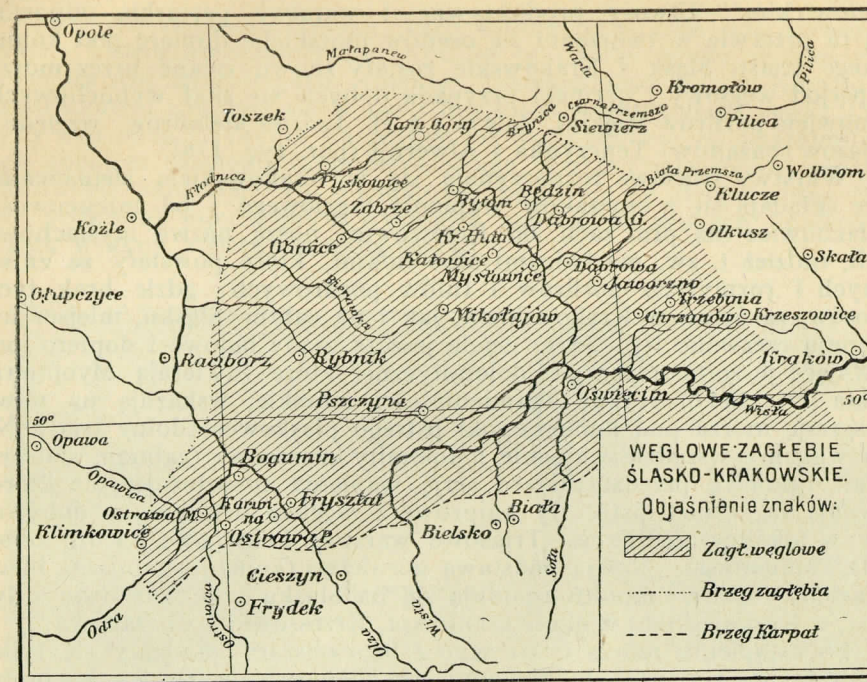 Opole
Małapanew
Warta
Pilica
Kromołów
Toszek
Tarn. Góry
Brynica
Czarna Przemsza
Siewierz
Pilica
Kłodnica
Pyskowice
Bytom
Będzin
Biała Przemsza
Wolbrom
Klucze
Koźle
Zabrze
Dąbrowa G.
Olkusz
Gliwice
Kr. Huta
Katowice
Mysłowice
Dąbrowa
Skała
Jaworzno
Głupczyce
Bierawka
Mikołajów
Trzebinia
Chrzanów
Krzeszowice
Racibórz
Rybnik
Kraków
Pszczyna
Oświęcim
Wisła
50°
50°
Opawa
Bogumin
Opawica
Ostrawa M.
Karwi-
na
Frysztat
Klimkowice
Ostrawa P.
Bielsko
Biała
Cieszyn
Soła
Frydek
Odra
Ostrawica
Olza
Wisła
WĘGLOWE ZAGŁĘBIE
ŚLĄSKO-KRAKOWSKIE.
Objaśnienie znaków:
Zagł. węglowe
Brzeg zagłębia
Brzeg Karpat